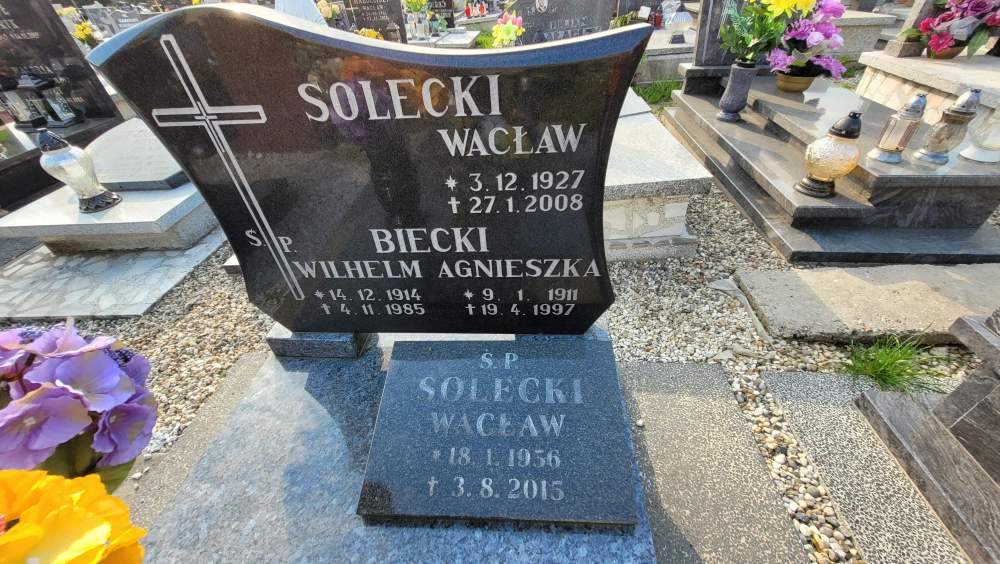 SOLECKI
WACŁAW
* 3.12.1927
† 27.1.2008
Ś.P. BIECKI
WILHELM AGNIESZKA
*14.12.1914 *9.1.1911
† 4.11.1985 †19.4.1997
Ś.P.
SOLECKI
WACŁAW
*18.1.1956
† 3.8.2015